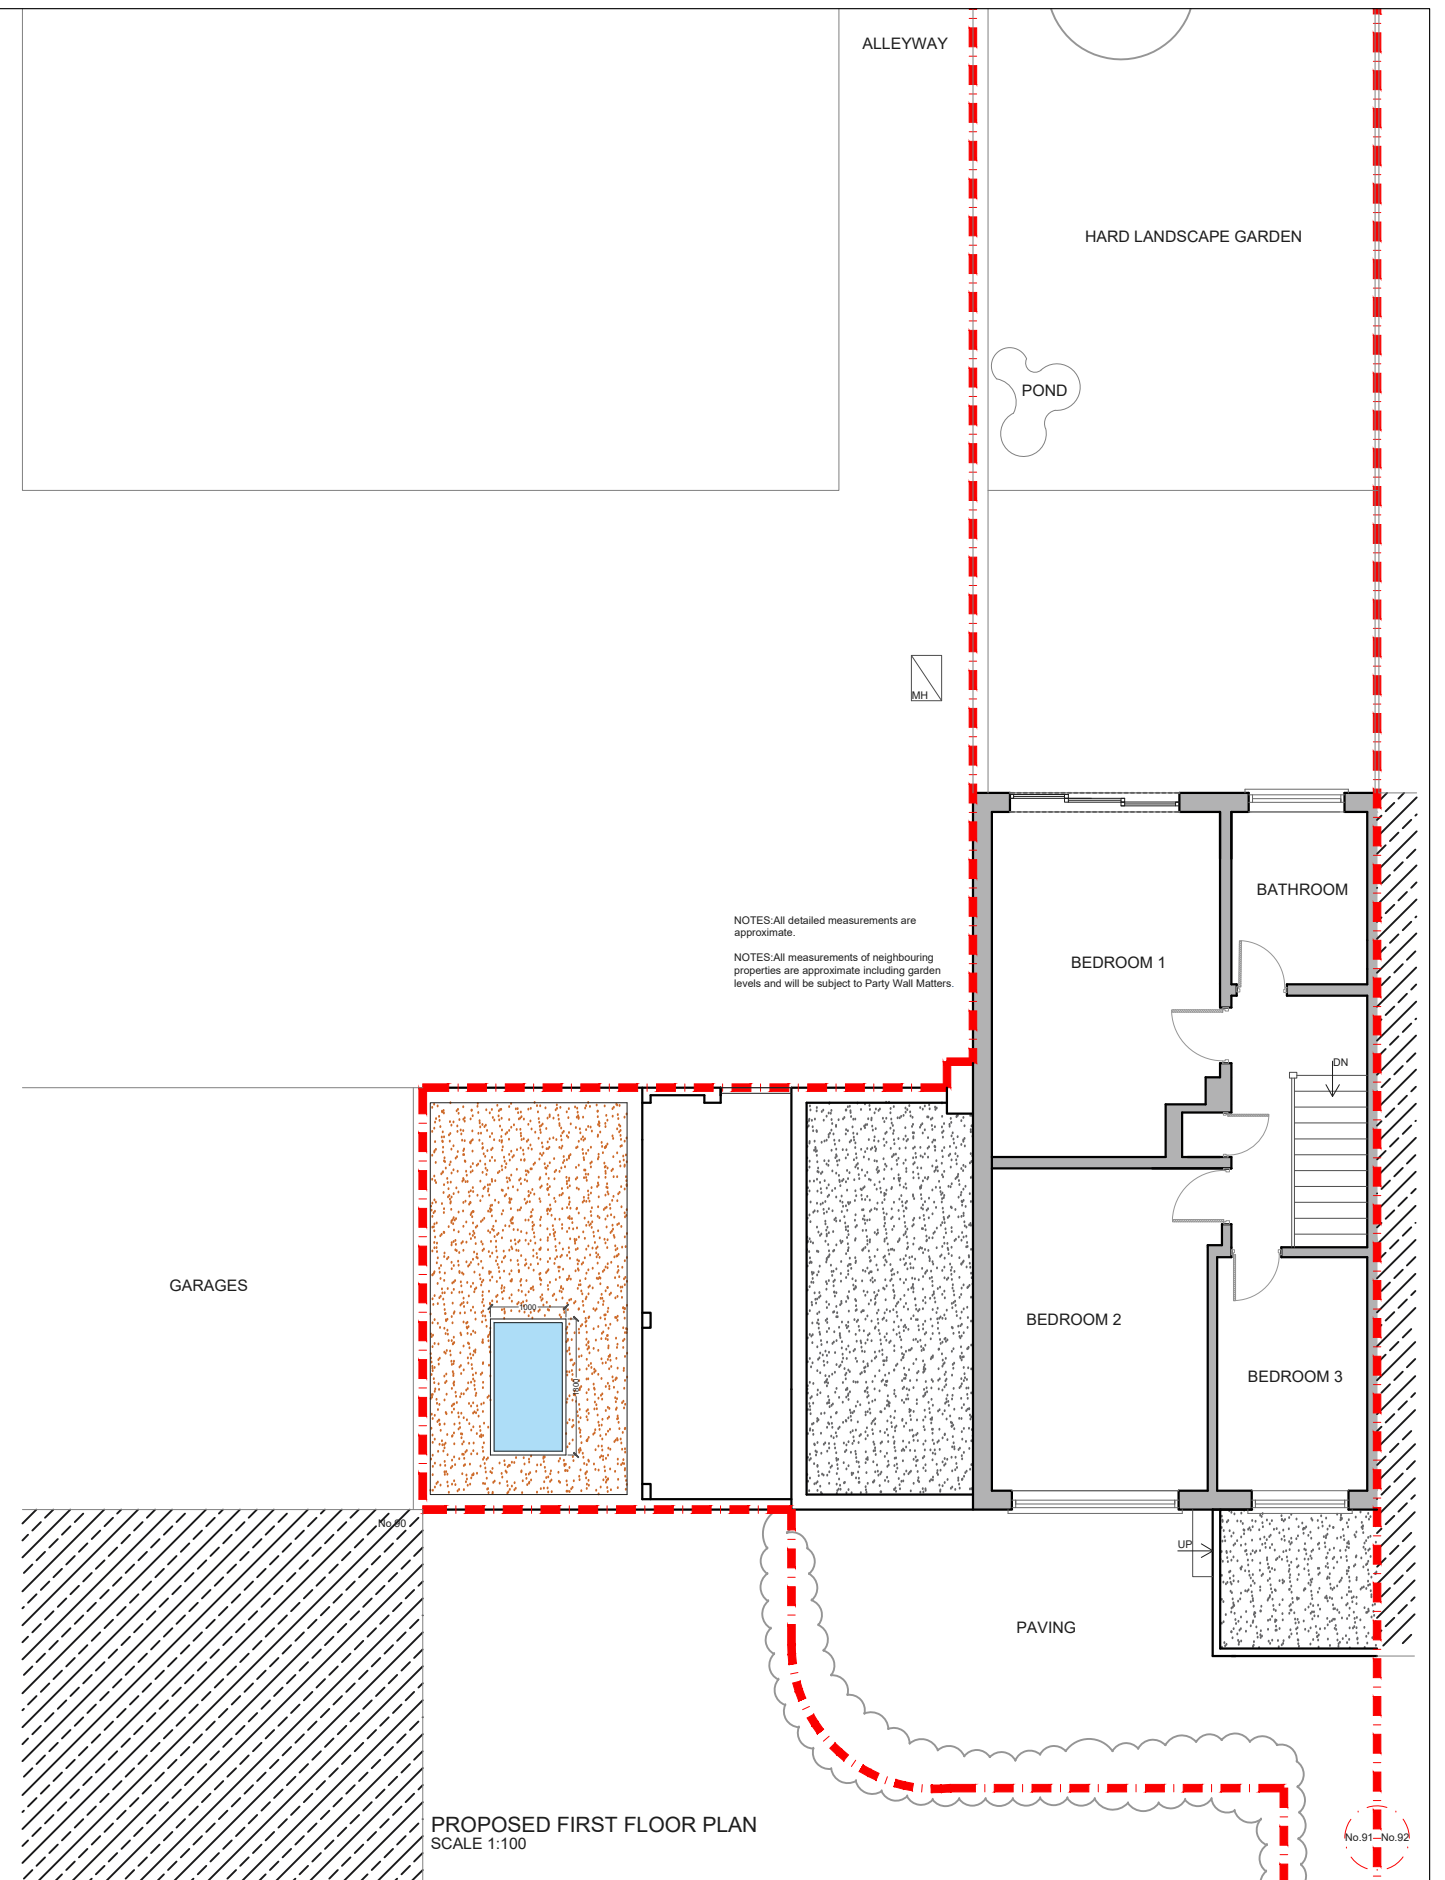 ALLEYWAY
HARD LANDSCAPE GARDEN
POND
MH
BATHROOM
NOTES:All detailed measurements are
approximate.
NOTES:All measurements of neighbouring
properties are approximate including garden
levels and will be subject to Party Wall Matters.
BEDROOM 1
DN
GARAGES
1000
1800
BEDROOM 2
BEDROOM 3
No.90
UP
PAVING
PROPOSED FIRST FLOOR PLAN
SCALE 1:100
No.91 No.92